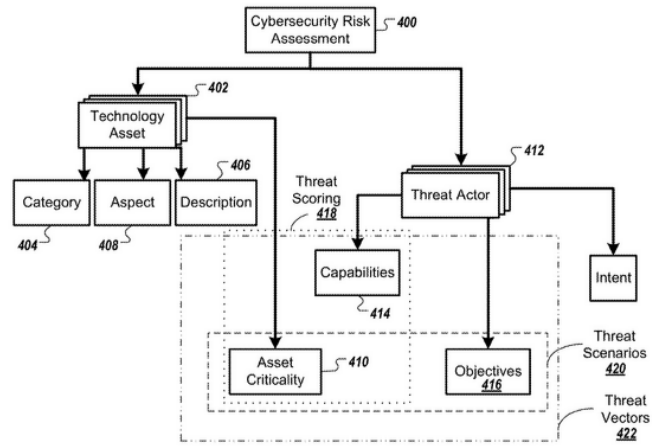 Cybersecurity Risk
Assessment
400
402
Technology
Asset
412
Threat Actor
406
Category
Aspect
Description
404
408
Threat
Scoring 418
Capabilities
414
Intent
Asset
Criticality
410
Objectives
416
Threat
Scenarios
420
Threat
Vectors
422